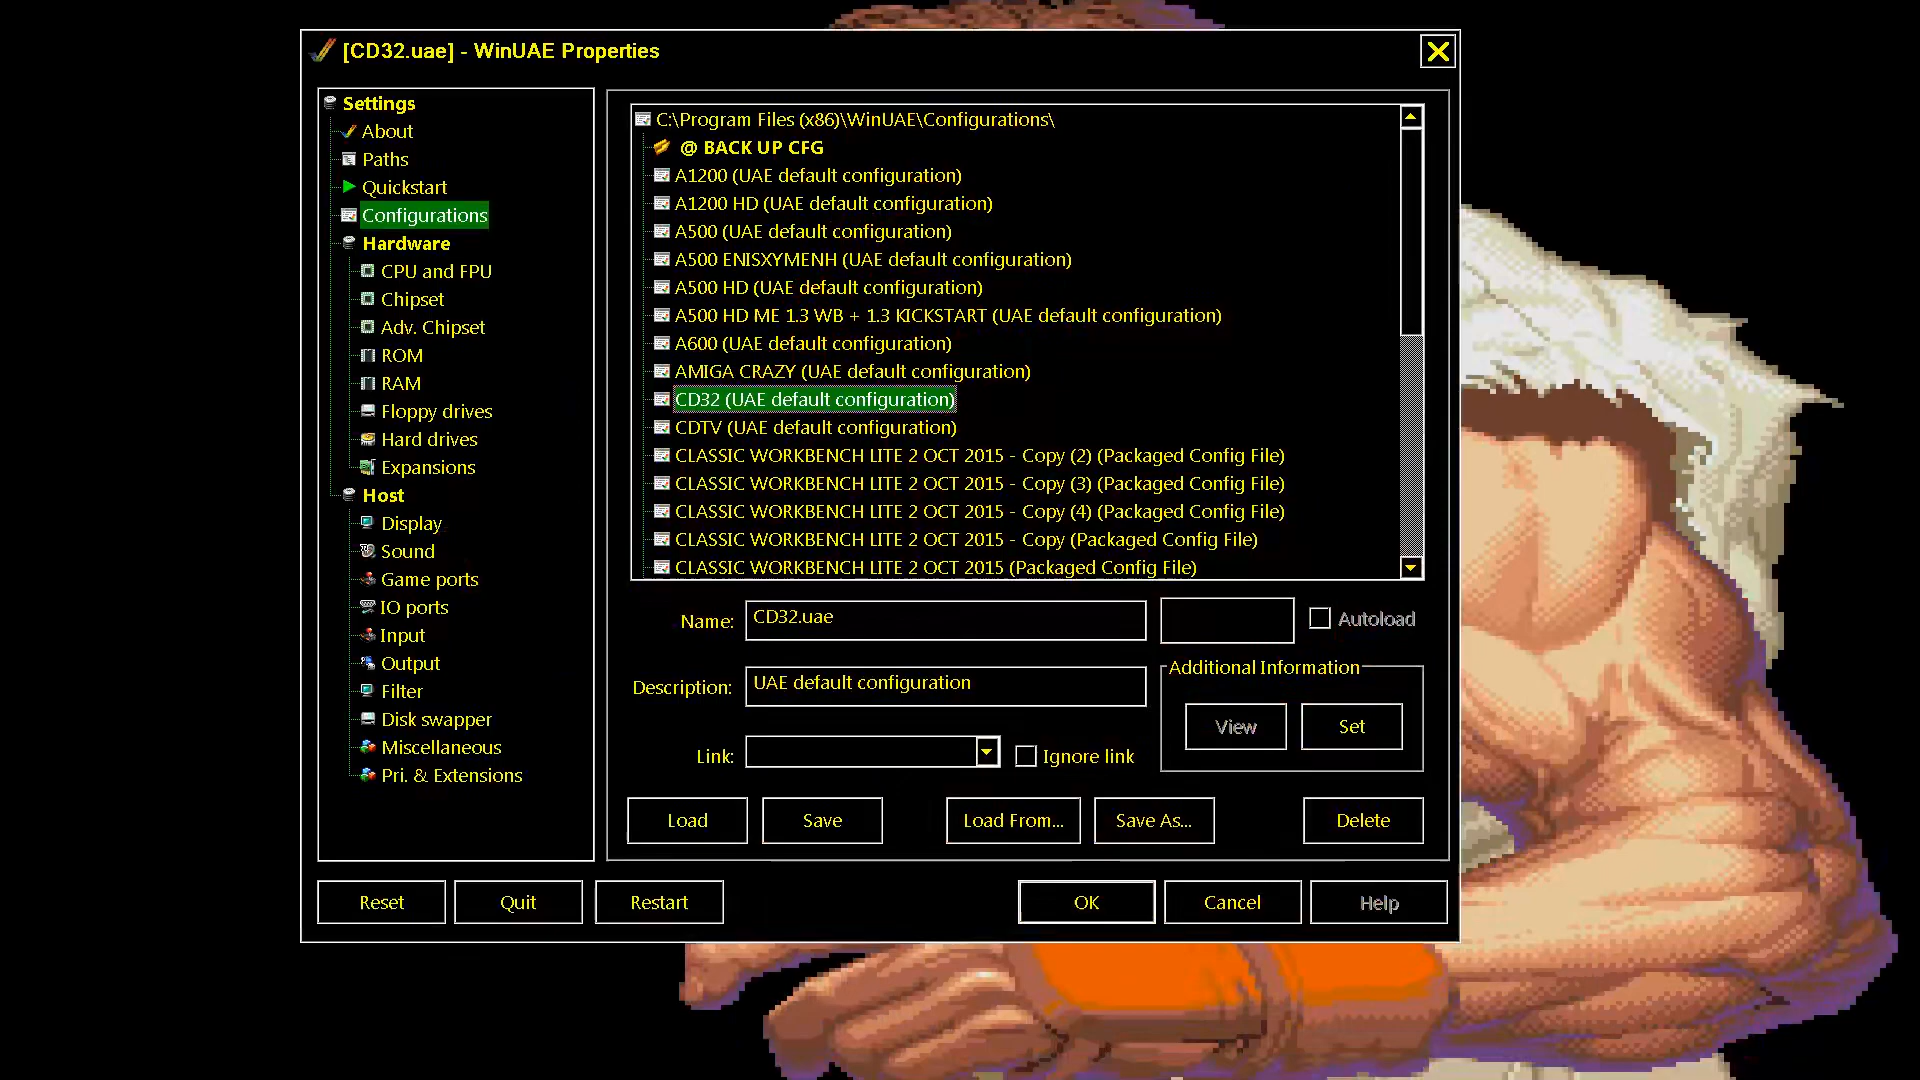 [CD32.uae] - WinUAE Properties
Settings
About
Paths
Quickstart
Configurations
Hardware
CPU and FPU
Chipset
Adv. Chipset
ROM
RAM
Floppy drives
Hard drives
Expansions
Host
Display
Sound
Game ports
IO ports
Input
Output
Filter
Disk swapper
Miscellaneous
Pri. & Extensions
C:\Program Files (x86)\WinUAE\Configurations\
@ BACK UP CFG
A1200 (UAE default configuration)
A1200 HD (UAE default configuration)
A500 (UAE default configuration)
A500 ENISXYMENH (UAE default configuration)
A500 HD (UAE default configuration)
A500 HD ME 1.3 WB + 1.3 KICKSTART (UAE default configuration)
A600 (UAE default configuration)
AMIGA CRAZY (UAE default configuration)
CD32 (UAE default configuration)
CDTV (UAE default configuration)
CLASSIC WORKBENCH LITE 2 OCT 2015 - Copy (2) (Packaged Config File)
CLASSIC WORKBENCH LITE 2 OCT 2015 - Copy (3) (Packaged Config File)
CLASSIC WORKBENCH LITE 2 OCT 2015 - Copy (4) (Packaged Config File)
CLASSIC WORKBENCH LITE 2 OCT 2015 - Copy (Packaged Config File)
CLASSIC WORKBENCH LITE 2 OCT 2015 (Packaged Config File)
Name: CD32.uae
Autoload
Description: UAE default configuration
Additional Information
View Set
Link:
Ignore link
Load Save Load From... Save As... Delete
Reset Quit Restart OK Cancel Help